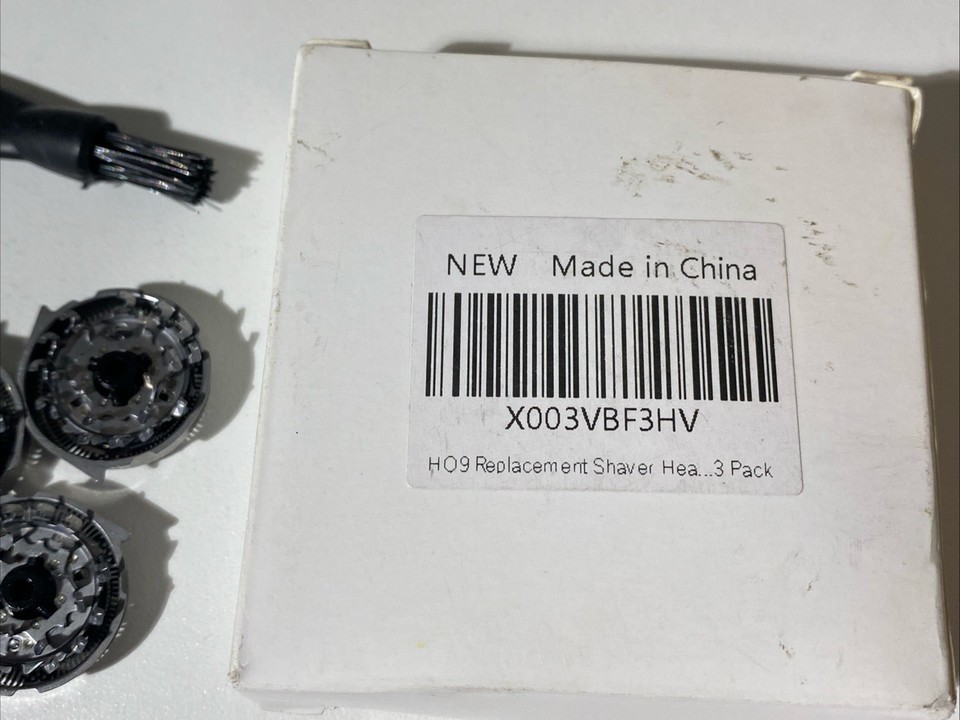 NEW Made in China
X003VBF3HV
HQ9 Replacement Shaver Hea...3 Pack